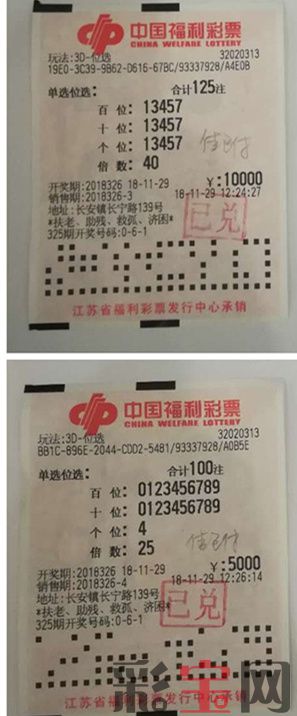 中国福利彩票
CHINA WELFARE LOTTERY
玩法:3D-位选 32020313
19E0-3C39-9B62-D616-67BC/93337928/A4E0B
单选位选: 合计125注
百 位: 13457
十 位: 13457
个 位: 13457
倍 数: 40
开奖期:2018326 18-11-29 ¥:10000
销售期:2018326-3 18-11-29 12:24:27
地址:长安镇长宁路139号
*扶老、助残、救孤、济困*
325期开奖号码:0-6-1
已兑
江苏省福利彩票发行中心承销
中国福利彩票
CHINA WELFARE LOTTERY
玩法:3D-位选 32020313
BB1C-896E-2044-CDD2-5481/93337928/A0B5E
单选位选: 合计100注
百 位: 0123456789
十 位: 0123456789
个 位: 4
倍 数: 25
开奖期:2018326 18-11-29 ¥:5000
销售期:2018326-4 18-11-29 12:26:14
地址:长安镇长宁路139号
*扶老、助残、救孤、济困*
325期开奖号码:0-6-1
已兑
江苏省福利彩票发行中心承销
彩宝网